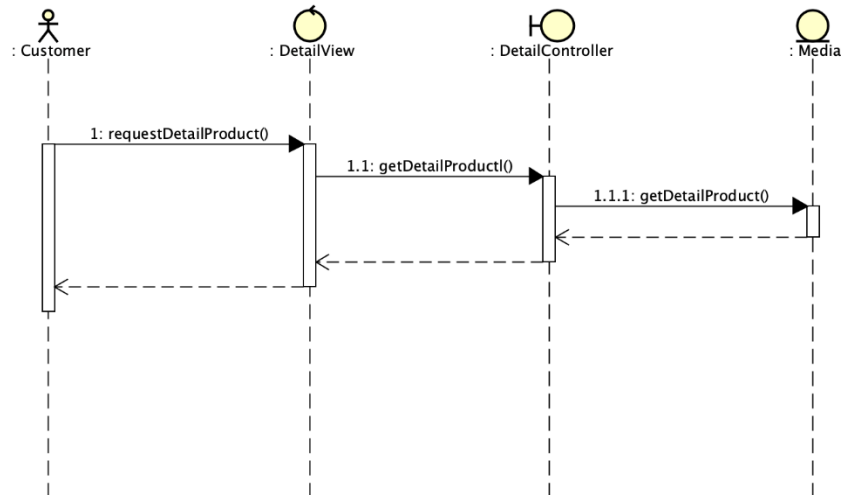 : Customer
: DetailView
: DetailController
: Media
1: requestDetailProduct()
1.1: getDetailProductl()
1.1.1: getDetailProduct()